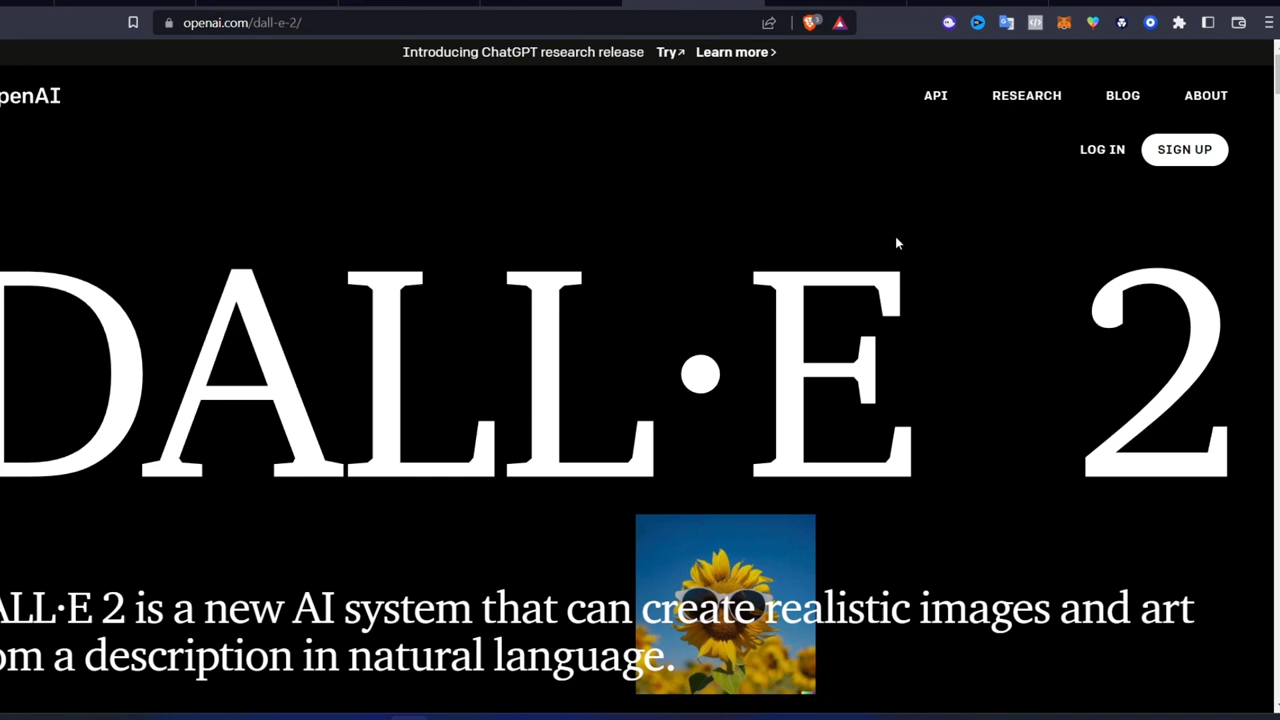 openai.com/dall-e-2/
3
Introducing ChatGPT research release Try↗ Learn more >
penAI
API RESEARCH BLOG ABOUT
LOG IN SIGN UP
DALL·E 2
ALL·E 2 is a new AI system that can create realistic images and art
om a description in natural language.